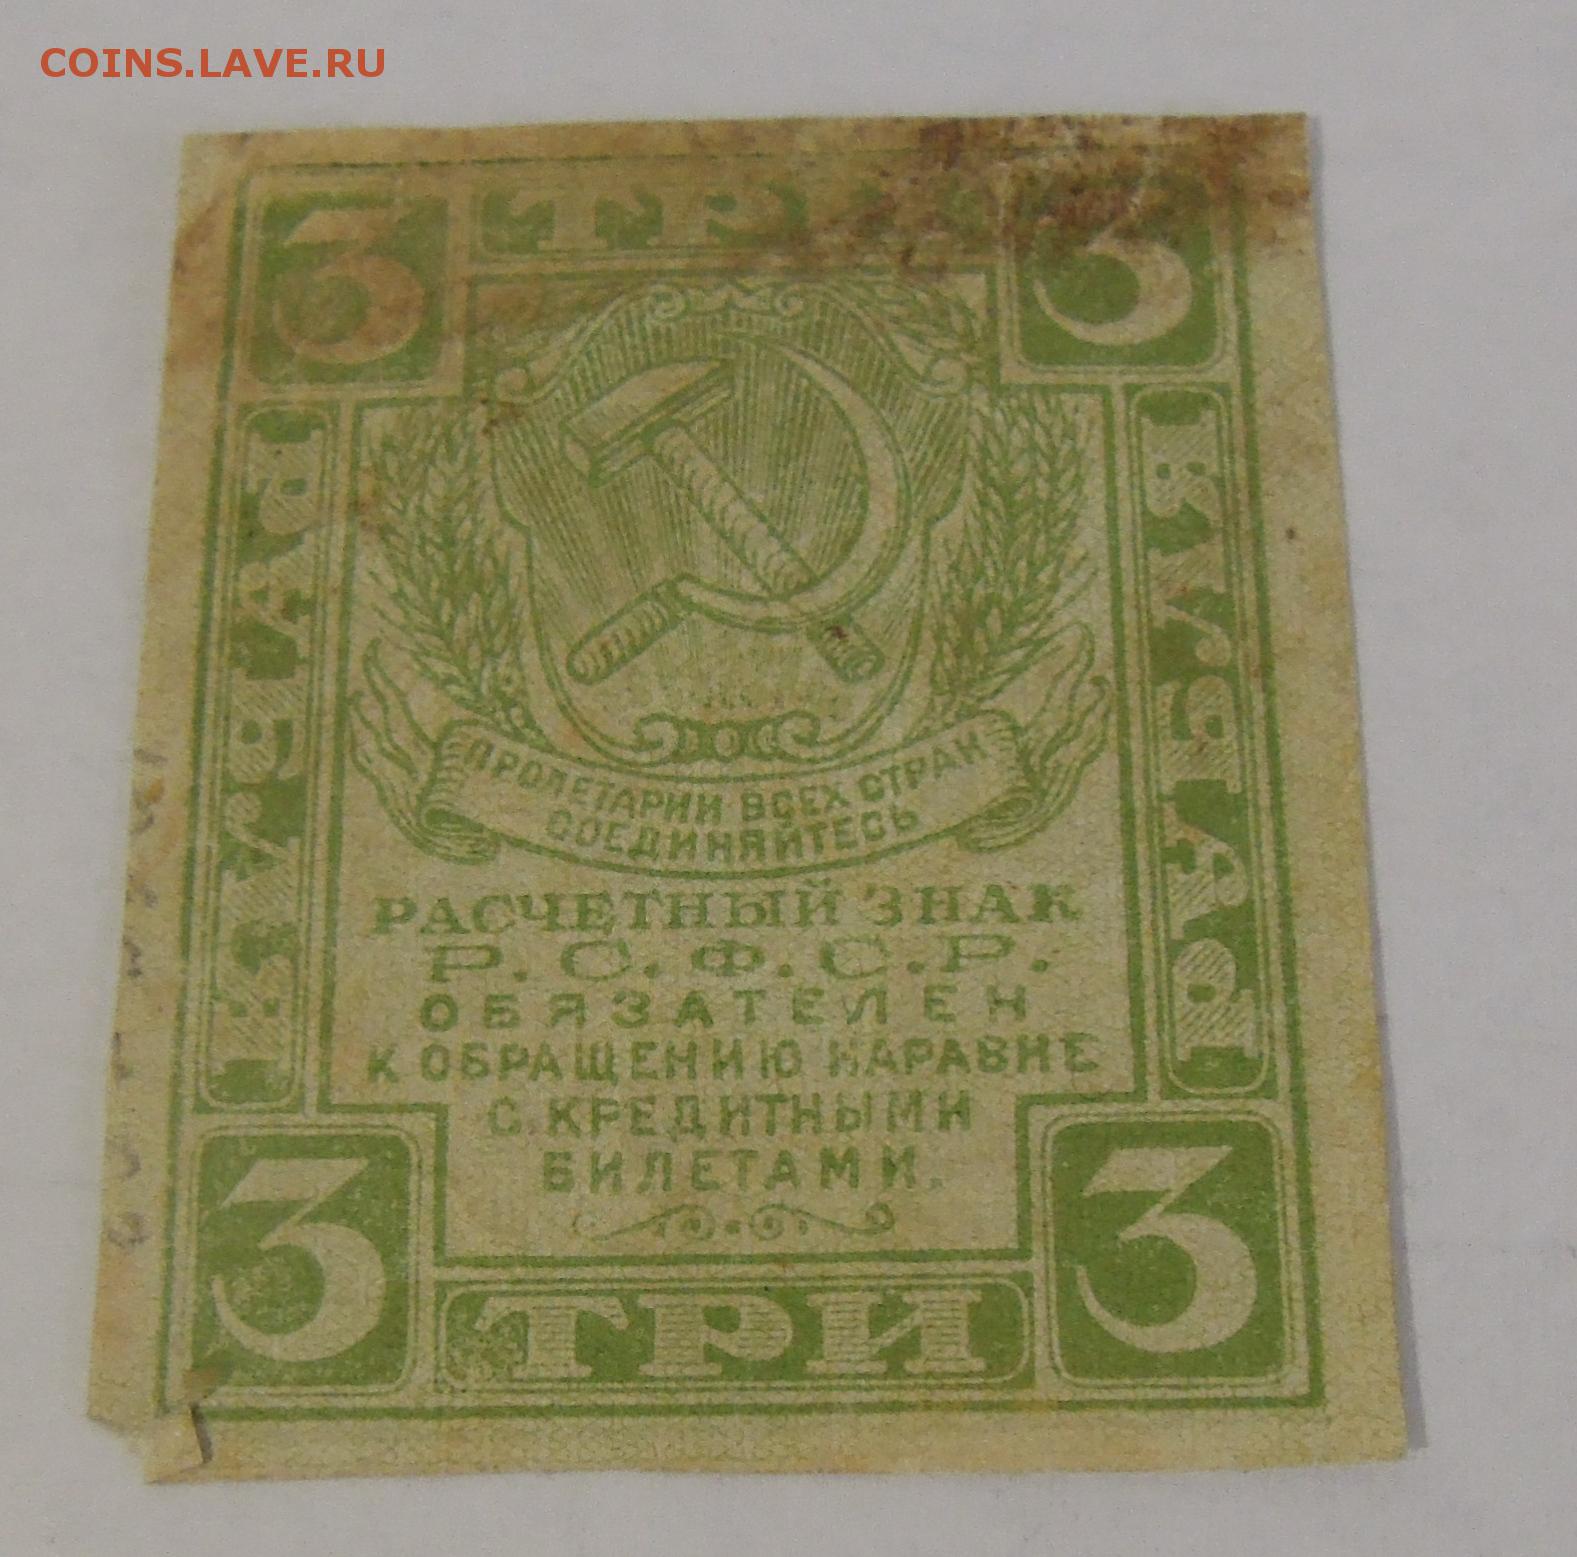 COINS.LAVE.RU
3 ТРИ 3
РУБЛЯ
РУБЛЯ
ПРОЛЕТАРИИ ВСЕХ СТРАН
СОЕДИНЯЙТЕСЬ
РАСЧЕТНЫЙ ЗНАК
Р.С.Ф.С.Р.
ОБЯЗАТЕЛЕН
К ОБРАЩЕНИЮ НАРАВНЕ
С КРЕДИТНЫМИ
БИЛЕТАМИ.
3 ТРИ 3